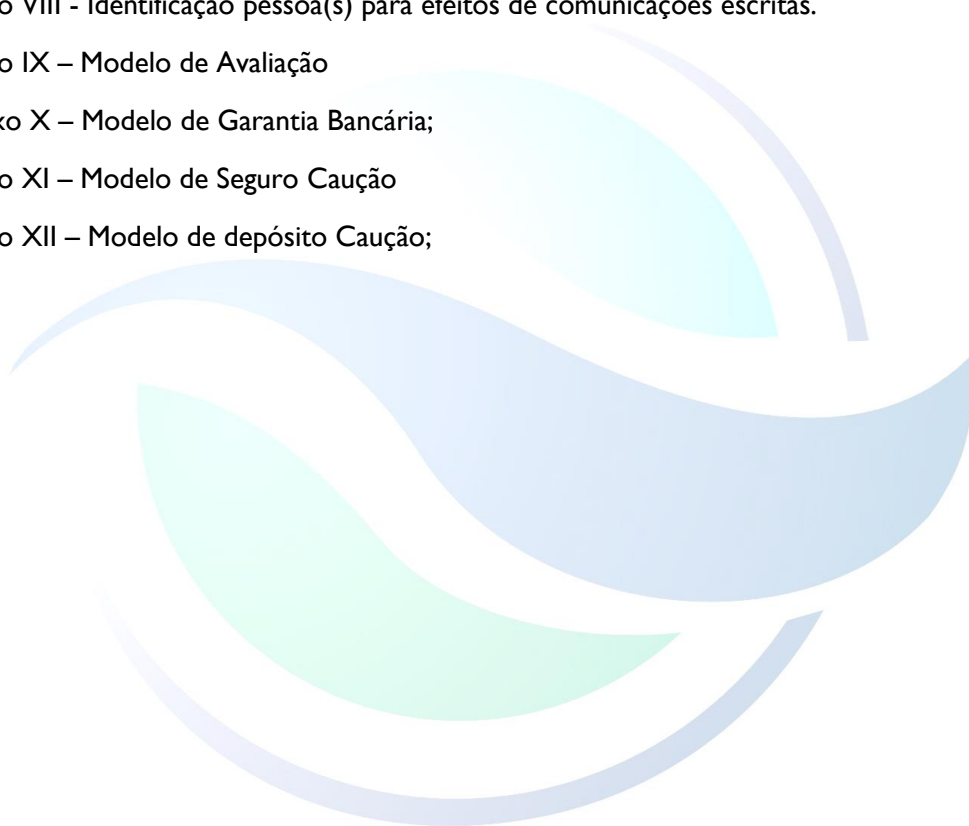 o VIII - Identificação pessoa(s) para efeitos de comunicações escritas.
o IX – Modelo de Avaliação
xo X – Modelo de Garantia Bancária;
o XI – Modelo de Seguro Caução
o XII – Modelo de depósito Caução;